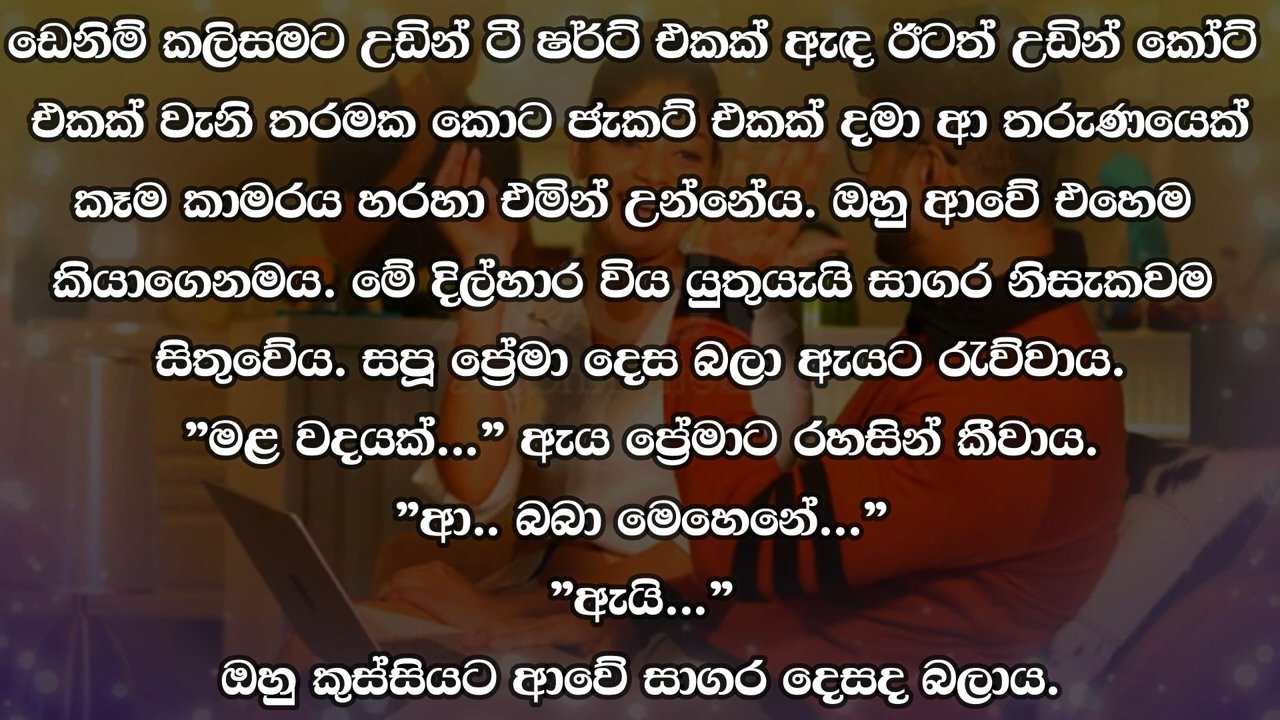 ඩෙනිම් කලිසමට උඩින් ටී ෂර්ට් එකක් ඇඳ ඊටත් උඩින් කෝට්
එකක් වැනි තරමක කොට ජැකට් එකක් දමා ආ තරුණයෙක්
කෑම කාමරය හරහා එමින් උන්නේය. ඔහු ආවේ එහෙම
කියාගෙනමය. මේ දිල්හාර විය යුතුයැයි සාගර නිසැකවම
සිතුවේය. සපූ ප්‍රේමා දෙස බලා ඇයට රැව්වාය.
”මළ වදයක්...” ඇය ප්‍රේමාට රහසින් කීවාය.
”ආ.. බබා මෙහෙනේ...”
”ඇයි...”
ඔහු කුස්සියට ආවේ සාගර දෙසද බලාය.